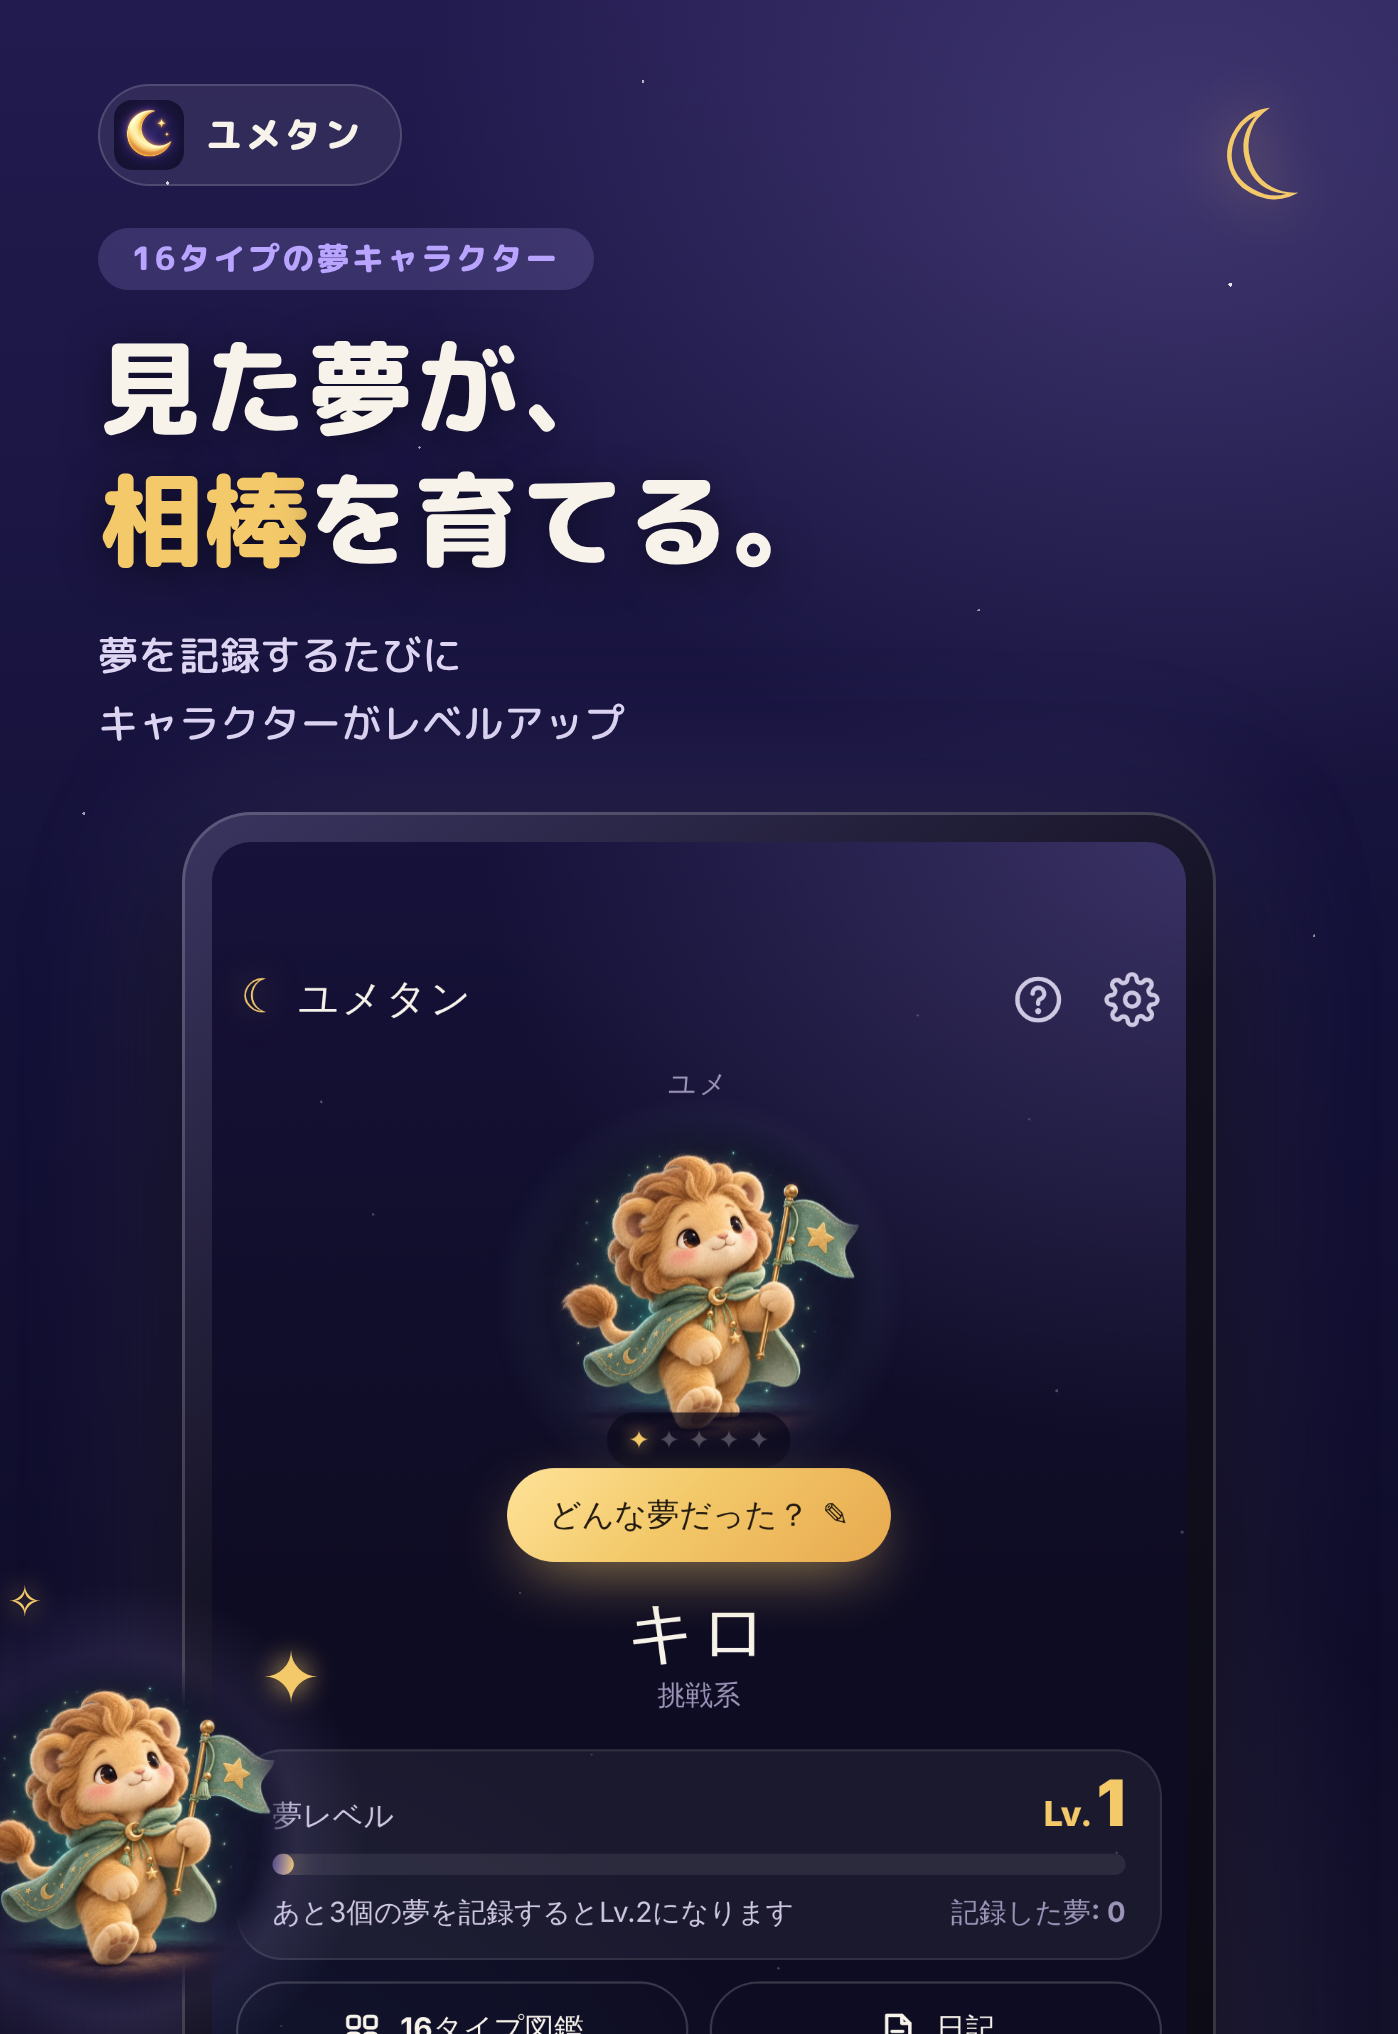 ユメタン
16タイプの夢キャラクター
見た夢が、
相棒を育てる。
夢を記録するたびに
キャラクターがレベルアップ
ユメタン
ユメ
どんな夢だった？
キロ
挑戦系
夢レベル
Lv.1
あと3個の夢を記録するとLv.2になります
記録した夢: 0
16タイプ図鑑
日記